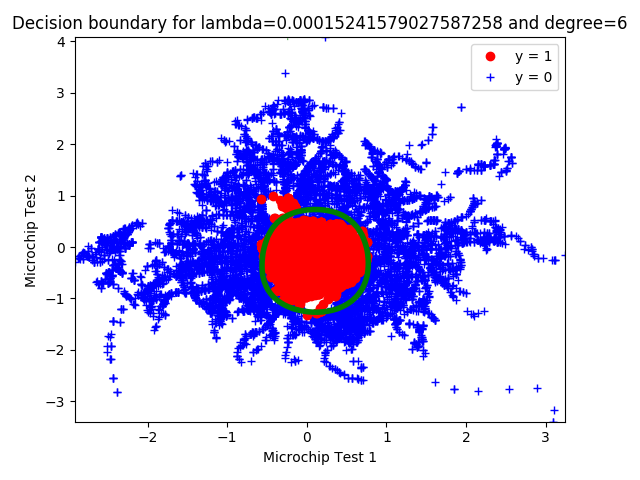 Decision boundary for lambda=0.00015241579027587258 and degree=6
4
3
2
1
0
−1
−2
−3
Microchip Test 2
y = 1
y = 0
−2
−1
0
1
2
3
Microchip Test 1